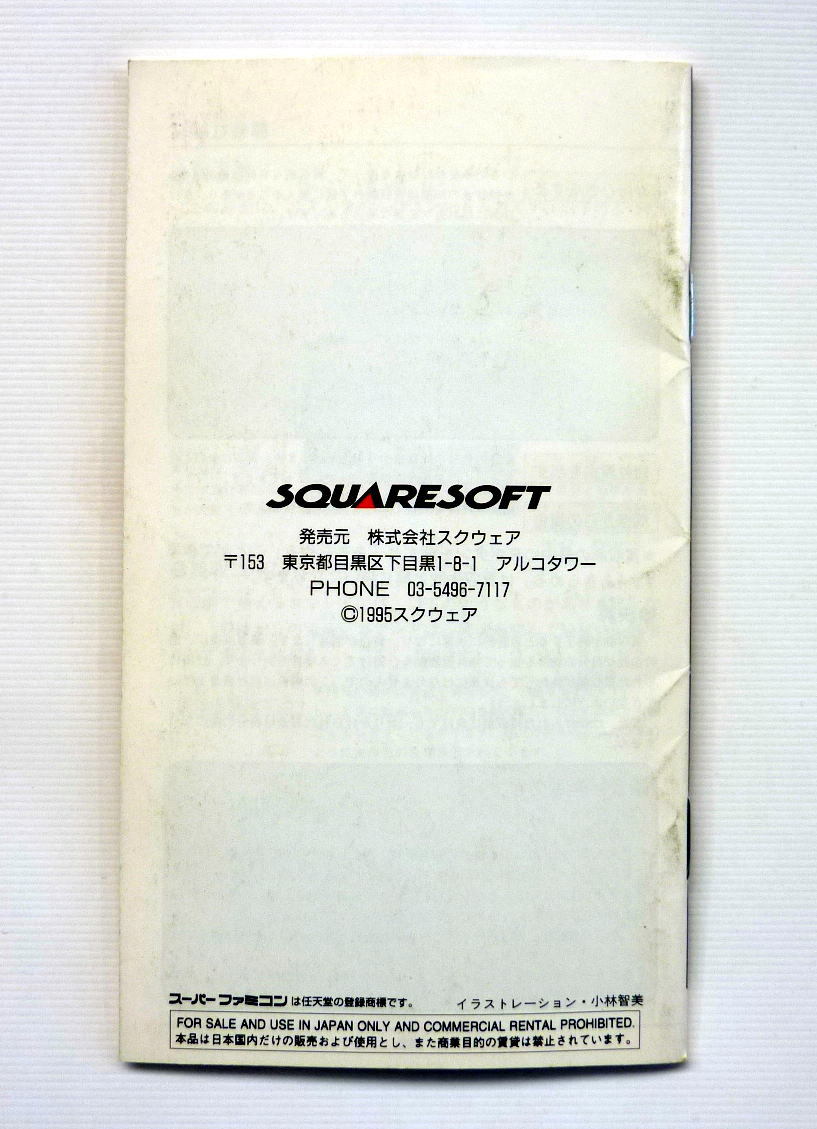 SQUARESOFT
発売元　株式会社スクウェア
〒153　東京都目黒区下目黒1-8-1　アルコタワー
PHONE　03-5496-7117
©1995スクウェア
スーパーファミコンは任天堂の登録商標です。　イラストレーション・小林智美
FOR SALE AND USE IN JAPAN ONLY AND COMMERCIAL RENTAL PROHIBITED.
本品は日本国内だけの販売および使用とし、また商業目的の賃貸は禁止されています。